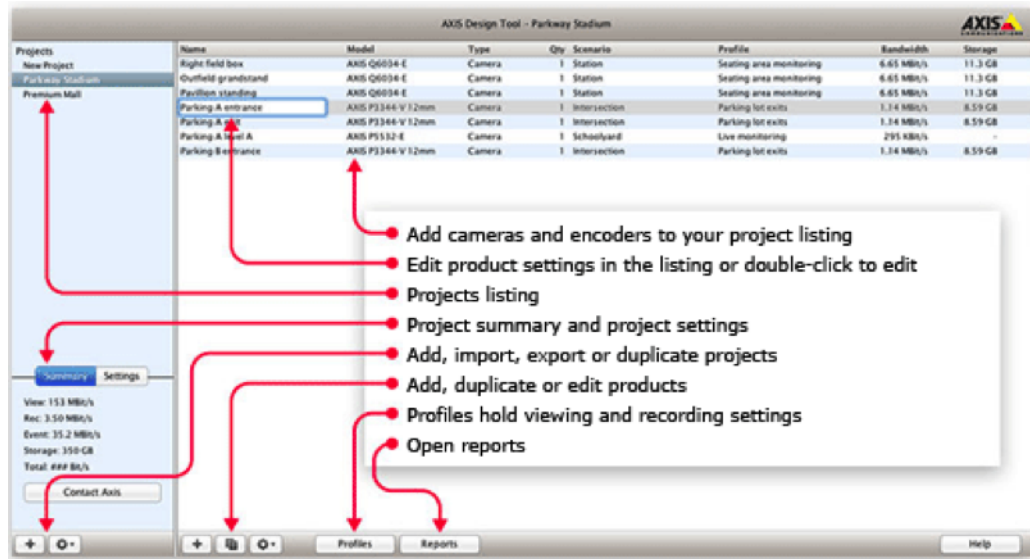 AXIS Design Tool - Parkway Stadium
AXIS COMMUNICATIONS
Projects
New Project
Parkway Stadium
Premium Mall
Name Model Type Qty Scenario Profile Bandwidth Storage
Right field box AXIS Q6034-E Camera 1 Station Seating area monitoring 6.65 MBit/s 11.3 GB
Outfield grandstand AXIS Q6034-E Camera 1 Station Seating area monitoring 6.65 MBit/s 11.3 GB
Pavillion standing AXIS Q6034-E Camera 1 Station Seating area monitoring 6.65 MBit/s 11.3 GB
Parking A entrance AXIS P3344-V 12mm Camera 1 Intersection Parking lot exits 1.14 MBit/s 8.59 GB
Parking A exit AXIS P3344-V 12mm Camera 1 Intersection Parking lot exits 1.14 MBit/s 8.59 GB
Parking A level A AXIS P5532-E Camera 1 Schoolyard Live monitoring 295 KBit/s -
Parking B entrance AXIS P3344-V 12mm Camera 1 Intersection Parking lot exits 1.14 MBit/s 8.59 GB
Add cameras and encoders to your project listing
Edit product settings in the listing or double-click to edit
Projects listing
Project summary and project settings
Add, import, export or duplicate projects
Add, duplicate or edit products
Profiles hold viewing and recording settings
Open reports
Summary Settings
View: 153 MBit/s
Rec: 3.50 MBit/s
Event: 35.2 MBit/s
Storage: 350 GB
Total: ### Bit/s
Contact Axis
Profiles Reports Help